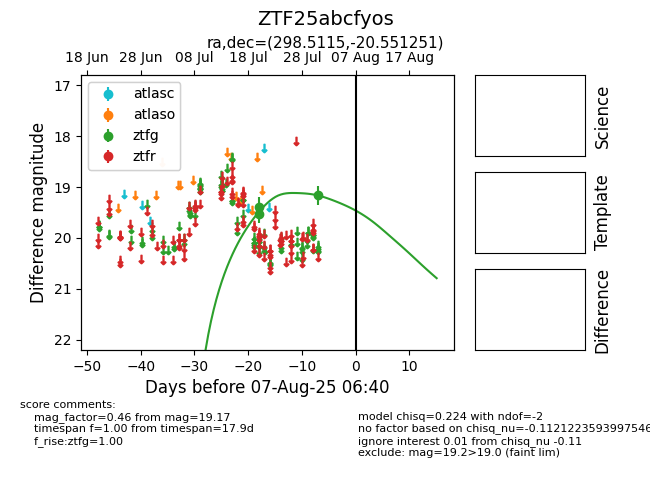 ZTF25abcfyos
ra,dec=(298.5115,-20.551251)
18 Jun 28 Jun 08 Jul 18 Jul 28 Jul 07 Aug 17 Aug
17
18
19
20
21
22
Difference magnitude
atlasc
atlaso
ztfg
ztfr
−50 −40 −30 −20 −10 0 10
Days before 07-Aug-25 06:40
Science
Template
Difference
score comments:
mag_factor=0.46 from mag=19.17
timespan f=1.00 from timespan=17.9d
f_rise:ztfg=1.00
model chisq=0.224 with ndof=-2
no factor based on chisq_nu=-0.1121223593997546
ignore interest 0.01 from chisq_nu -0.11
exclude: mag=19.2>19.0 (faint lim)